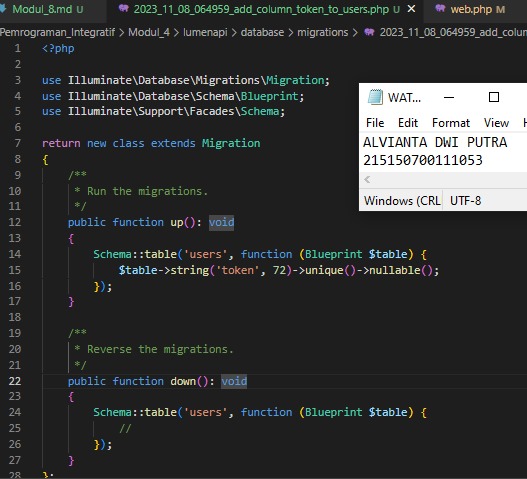 Modul_8.md U
2023_11_08_064959_add_column_token_to_users.php U
web.php M
Pemrograman_Integratif > Modul_4 > lumenapi > database > migrations > 2023_11_08_064959_add_colum
1 <?php
2
3 use Illuminate\Database\Migrations\Migration;
4 use Illuminate\Database\Schema\Blueprint;
5 use Illuminate\Support\Facades\Schema;
6
7 return new class extends Migration
8 {
9 /**
10 * Run the migrations.
11 */
12 public function up(): void
13 {
14 Schema::table('users', function (Blueprint $table) {
15 $table->string('token', 72)->unique()->nullable();
16 });
17 }
18
19 /**
20 * Reverse the migrations.
21 */
22 public function down(): void
23 {
24 Schema::table('users', function (Blueprint $table) {
25 //
26 });
27 }
28 };
WAT...
File Edit Format View
ALVIANTA DWI PUTRA
215150700111053
Windows (CRL UTF-8